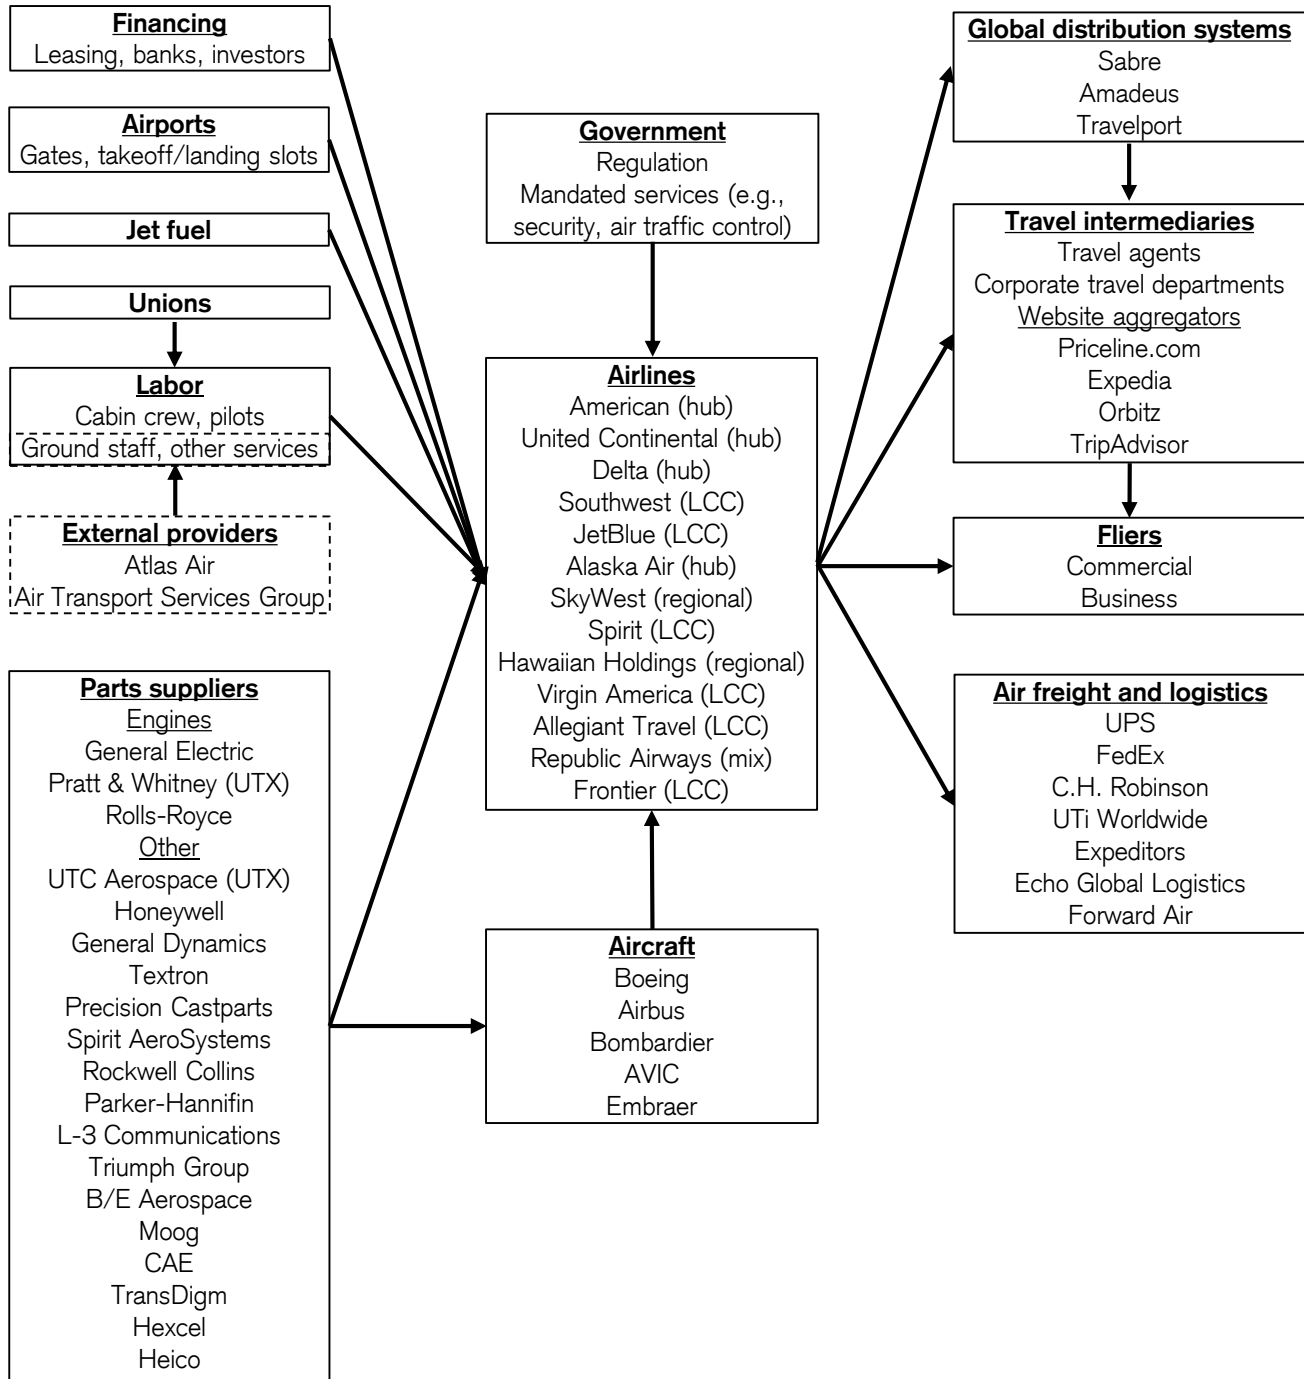 Financing
Leasing, banks, investors
Airports
Gates, takeoff/landing slots
Jet fuel
Unions
Labor
Cabin crew, pilots
Ground staff, other services
External providers
Atlas Air
Air Transport Services Group
Parts suppliers
Engines
General Electric
Pratt & Whitney (UTX)
Rolls-Royce
Other
UTC Aerospace (UTX)
Honeywell
General Dynamics
Textron
Precision Castparts
Spirit AeroSystems
Rockwell Collins
Parker-Hannifin
L-3 Communications
Triumph Group
B/E Aerospace
Moog
CAE
TransDigm
Hexcel
Heico
Government
Regulation
Mandated services (e.g.,
security, air traffic control)
Airlines
American (hub)
United Continental (hub)
Delta (hub)
Southwest (LCC)
JetBlue (LCC)
Alaska Air (hub)
SkyWest (regional)
Spirit (LCC)
Hawaiian Holdings (regional)
Virgin America (LCC)
Allegiant Travel (LCC)
Republic Airways (mix)
Frontier (LCC)
Aircraft
Boeing
Airbus
Bombardier
AVIC
Embraer
Global distribution systems
Sabre
Amadeus
Travelport
Travel intermediaries
Travel agents
Corporate travel departments
Website aggregators
Priceline.com
Expedia
Orbitz
TripAdvisor
Fliers
Commercial
Business
Air freight and logistics
UPS
FedEx
C.H. Robinson
UTi Worldwide
Expeditors
Echo Global Logistics
Forward Air